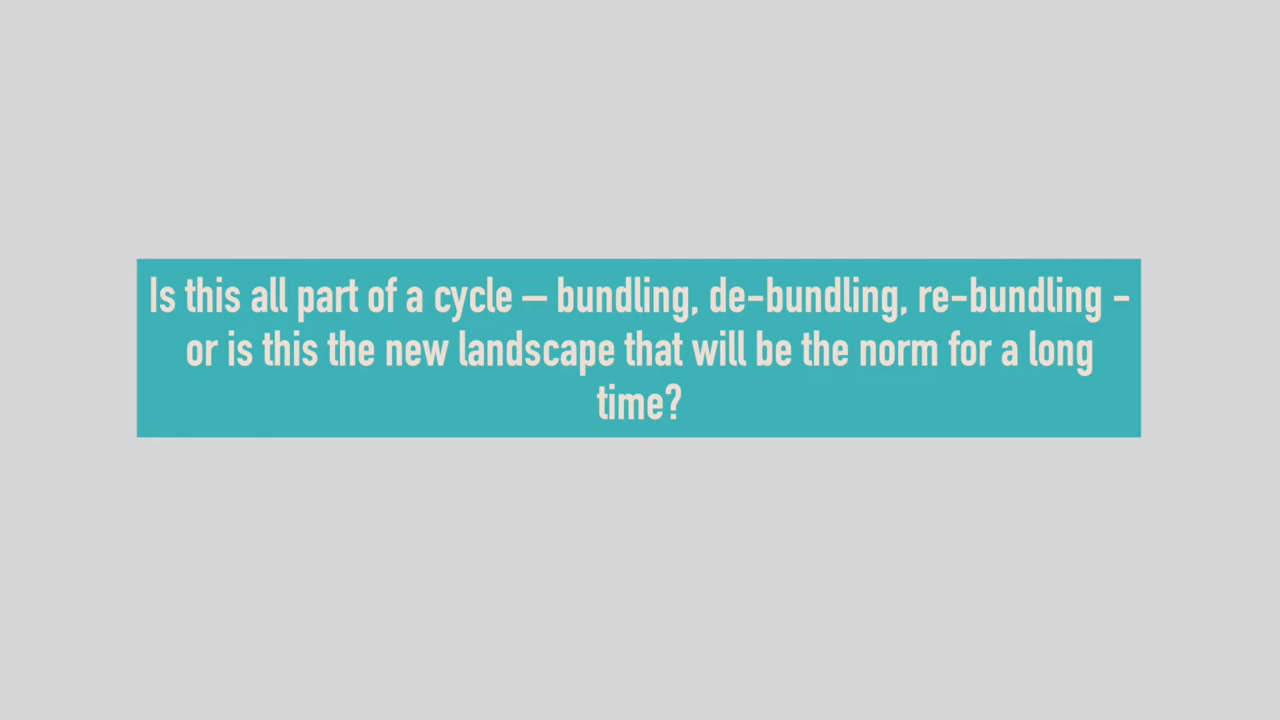 Is this all part of a cycle — bundling, de-bundling, re-bundling -
or is this the new landscape that will be the norm for a long
time?